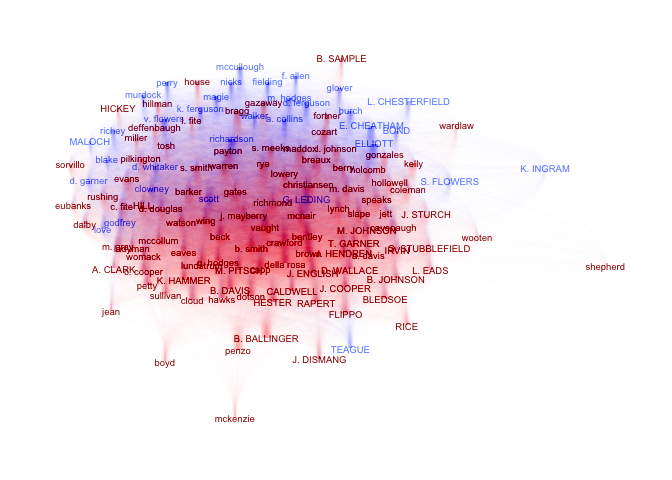 B. SAMPLE
mccullough
f. allen
perry
house
nicks
fielding
glover
murdock
magie
m. hodges
L. CHESTERFIELD
HICKEY
hillman
k. ferguson
gazaway
d. ferguson
bragg
walker
fortner
burch
v. flowers
l. fite
a. collins
E. CHEATHAM
wardlaw
richey
deffenbaugh
cozart
BOND
MALOCH
miller
richardson
ELLIOTT
tosh
payton
s. meeks
maddox
j. johnson
gonzales
blake
pilkington
breaux
kelly
sorvillo
d. whitaker
s. smith
warren
rye
berry
holcomb
K. INGRAM
d. garner
evans
lowery
hollowell
S. FLOWERS
clowney
barker
gates
christiansen
m. davis
coleman
rushing
scott
richmond
G. LEDING
speaks
eubanks
c. fite
HILL
d. douglas
lynch
slape
jett
J. STURCH
dalby
love
godfrey
watson
wing
j. mayberry
mcnair
vaught
M. JOHNSON
cavenaugh
mccollum
beck
bentley
wooten
m. gray
ladyman
b. smith
crawford
T. GARNER
IRVIN
STUBBLEFIELD
womack
eaves
brown
HENDREN
A. CLARK
c. cooper
lundstrum
g. hodges
M. PITSCH
capp
della rosa
J. ENGLISH
D. WALLACE
L. EADS
shepherd
petty
K. HAMMER
B. JOHNSON
sullivan
cloud
B. DAVIS
hawks
dotson
CALDWELL
J. COOPER
HESTER
RAPERT
BLEDSOE
jean
FLIPPO
RICE
B. BALLINGER
penzo
TEAGUE
boyd
J. DISMANG
mckenzie